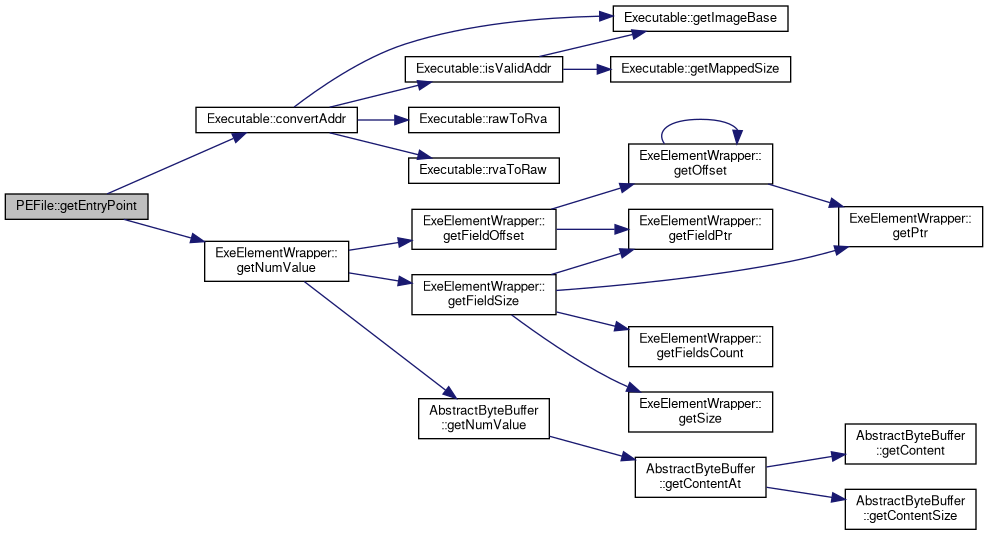 Executable::getImageBase
Executable::isValidAddr
Executable::getMappedSize
Executable::convertAddr
Executable::rawToRva
Executable::rvaToRaw
PEFile::getEntryPoint
ExeElementWrapper::
getOffset
ExeElementWrapper::
getFieldOffset
ExeElementWrapper::
getFieldPtr
ExeElementWrapper::
getPtr
ExeElementWrapper::
getNumValue
ExeElementWrapper::
getFieldSize
ExeElementWrapper::
getFieldsCount
ExeElementWrapper::
getSize
AbstractByteBuffer
::getNumValue
AbstractByteBuffer
::getContentAt
AbstractByteBuffer
::getContent
AbstractByteBuffer
::getContentSize